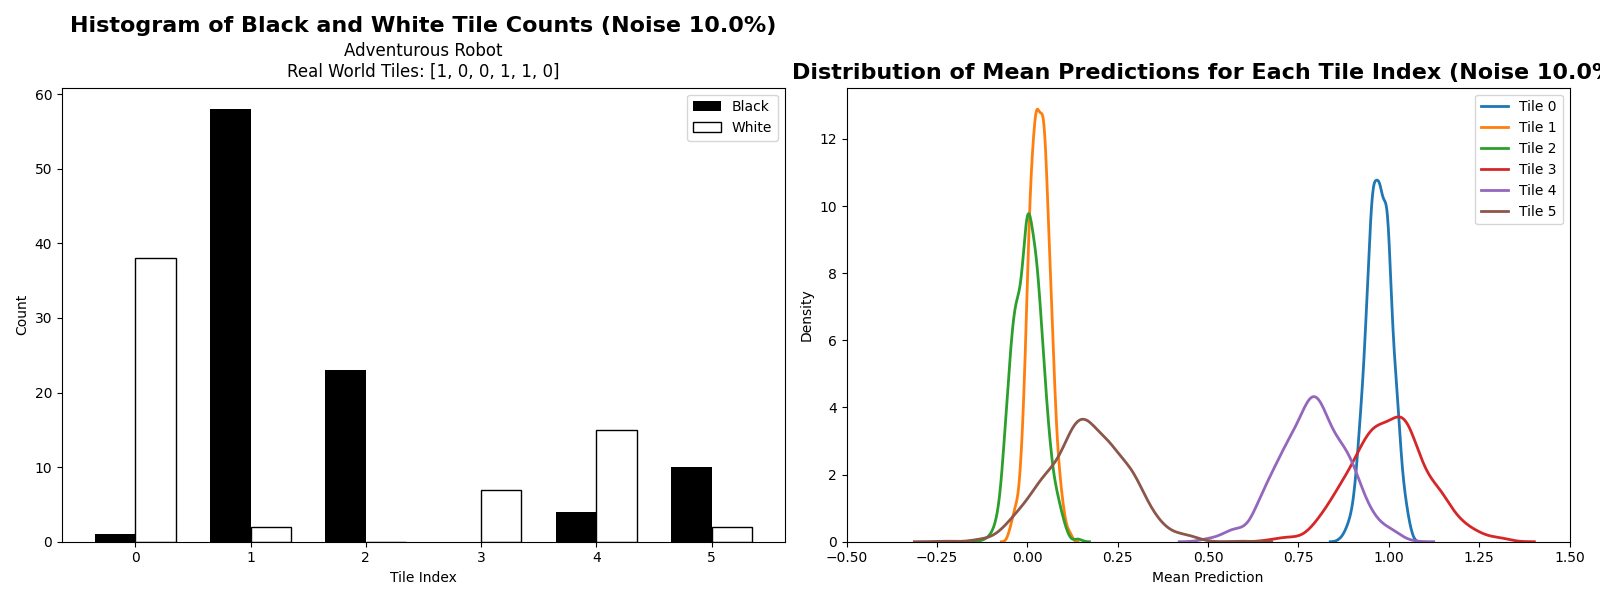 Histogram of Black and White Tile Counts (Noise 10.0%)
Adventurous Robot
Real World Tiles: [1, 0, 0, 1, 1, 0]
60
50
40
30
20
10
0
Count
0 1 2 3 4 5
Tile Index
Black
White
Distribution of Mean Predictions for Each Tile Index (Noise 10.0%
12
10
8
6
4
2
0
Density
−0.50 −0.25 0.00 0.25 0.50 0.75 1.00 1.25 1.50
Mean Prediction
Tile 0
Tile 1
Tile 2
Tile 3
Tile 4
Tile 5